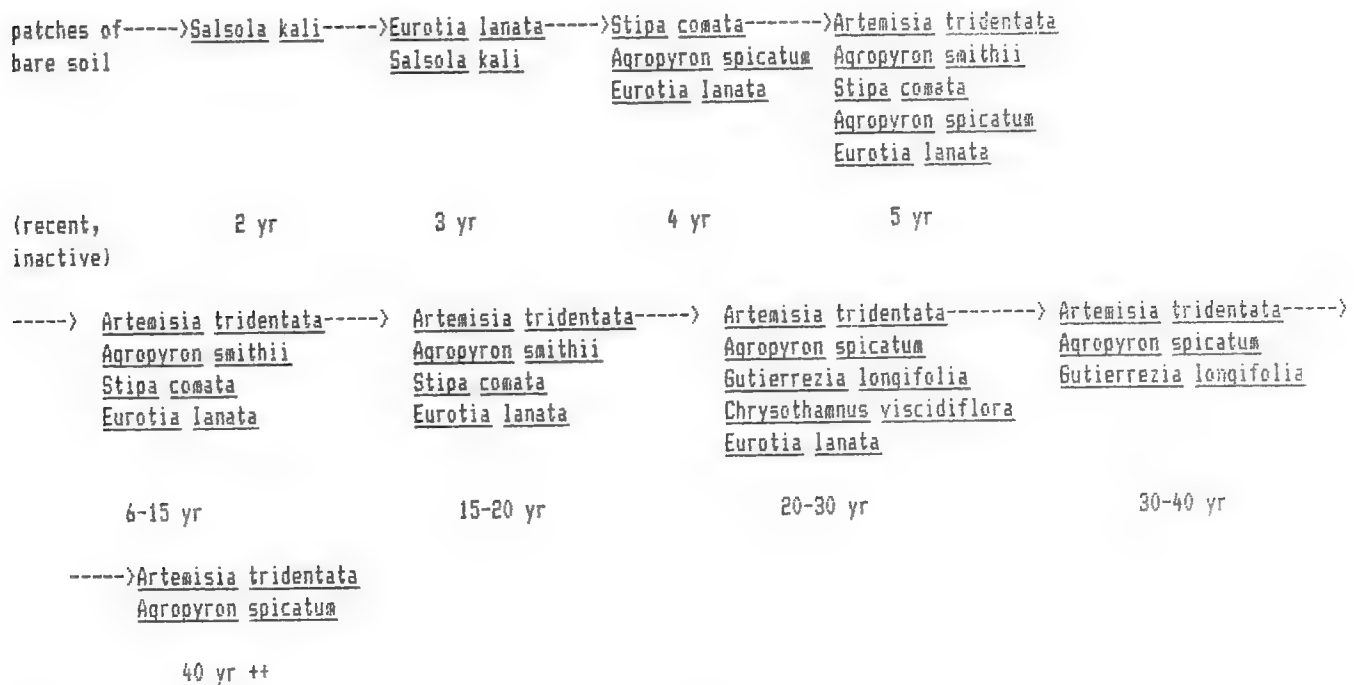 patches of----->Salsola kali------>Eurotia lanata----->Stipa comata------->Artemisia tridentata
bare soil Salsola kali Agropyron spicatum Agropyron smithii
Eurotia lanata Stipa comata
Agropyron spicatum
Eurotia lanata
(recent, 2 yr 3 yr 4 yr 5 yr
inactive)
-----> Artemisia tridentata-----> Artemisia tridentata-----> Artemisia tridentata--------> Artemisia tridentata----->
Agropyron smithii Agropyron smithii Agropyron spicatum Agropyron spicatum
Stipa comata Stipa comata Gutierrezia longifolia Gutierrezia longifolia
Eurotia lanata Eurotia lanata Chrysothamnus viscidiflora
Eurotia lanata
6-15 yr 15-20 yr 20-30 yr 30-40 yr
----->Artemisia tridentata
Agropyron spicatum
40 yr ++